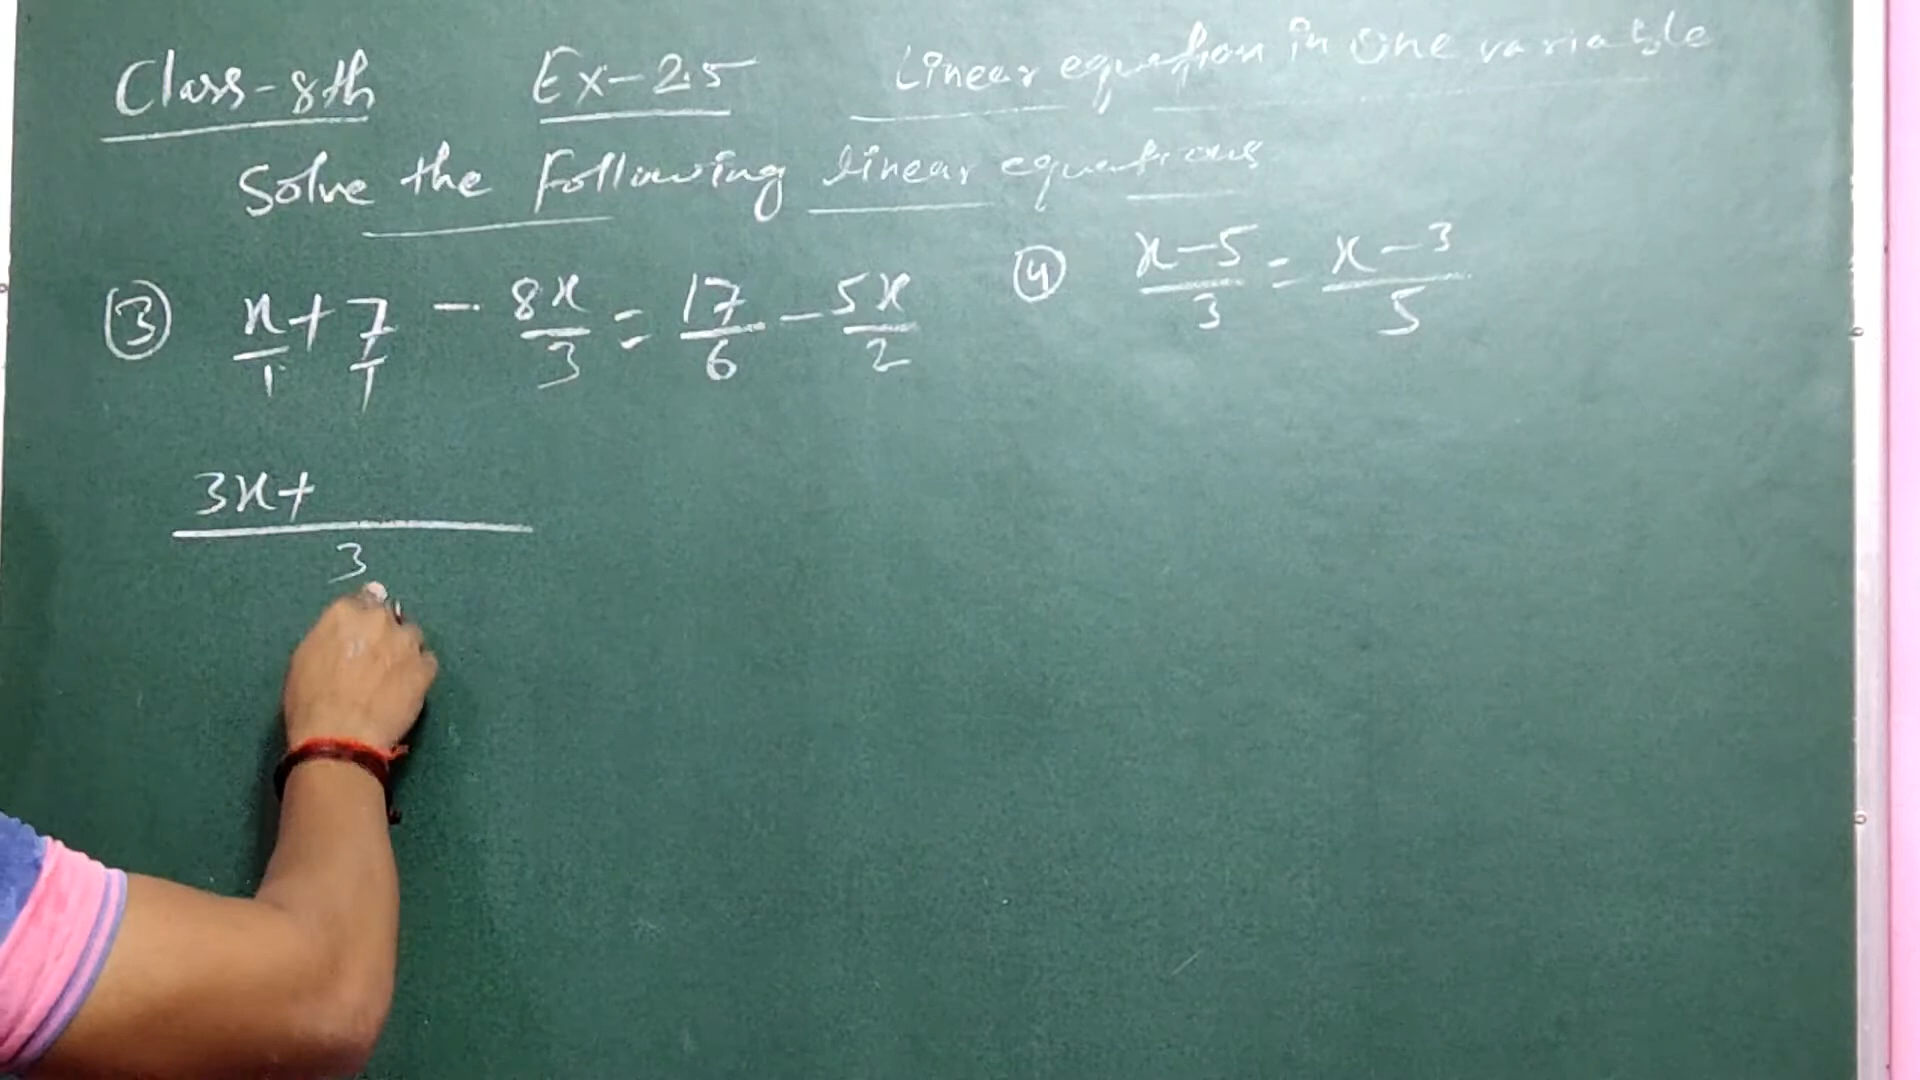 Class-8th Ex-2.5 Linear equation in one variable
Solve the following linear equations
③ x/1 + 7/1 - 8x/3 = 17/6 - 5x/2 ④ x-5/3 = x-3/5
3x+
3